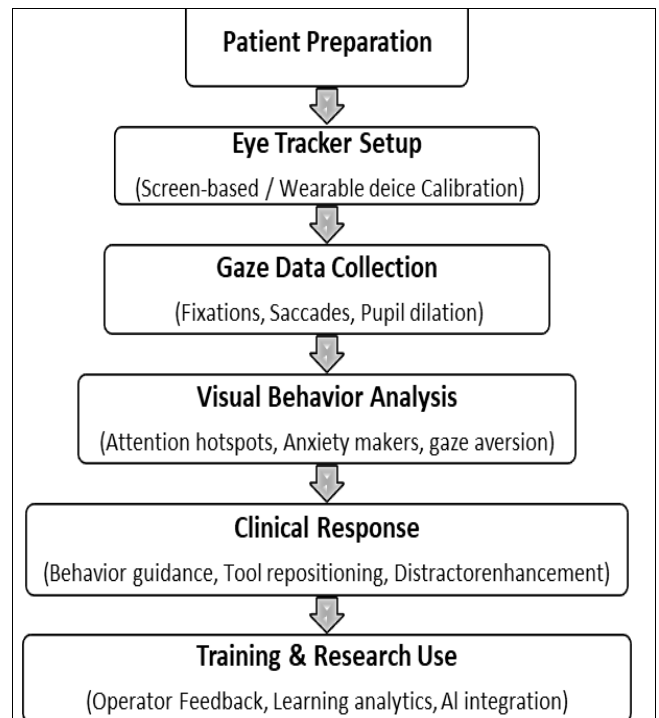 Patient Preparation
Eye Tracker Setup
(Screen-based / Wearable deice Calibration)
Gaze Data Collection
(Fixations, Saccades, Pupil dilation)
Visual Behavior Analysis
(Attention hotspots, Anxiety makers, gaze aversion)
Clinical Response
(Behavior guidance, Tool repositioning, Distractorenhancement)
Training & Research Use
(Operator Feedback, Learning analytics, AI integration)